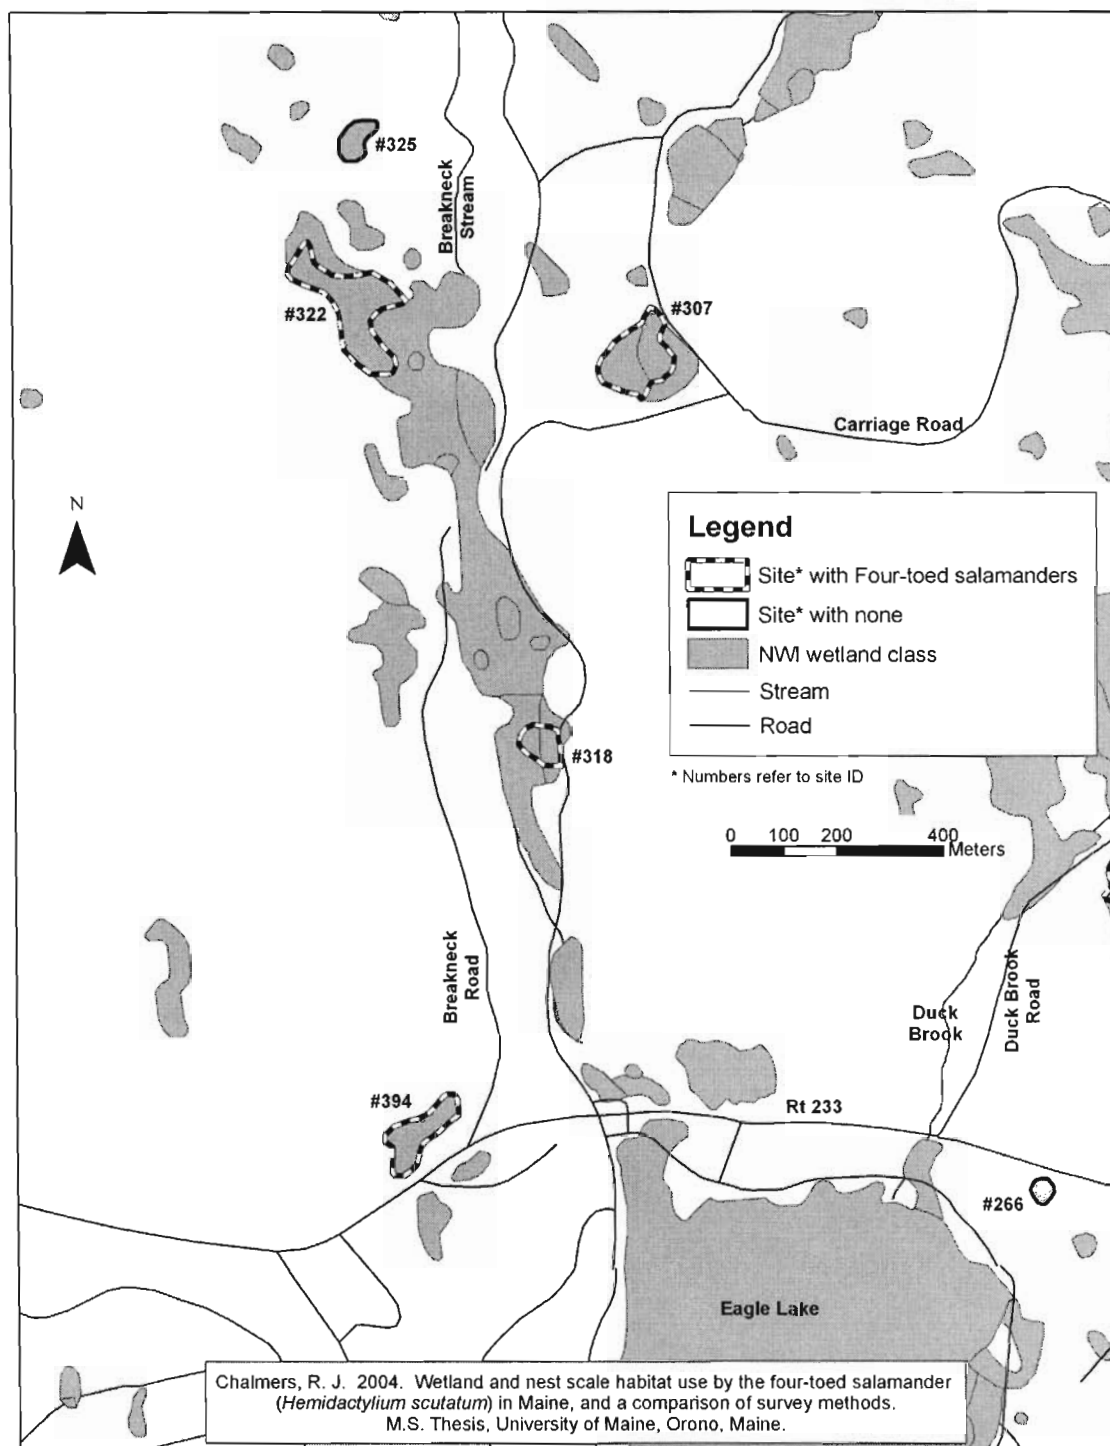 #325
Breakneck
Stream
#322
#307
Carriage Road
N
Legend
Site* with Four-toed salamanders
Site* with none
NWI wetland class
Stream
Road
#318
* Numbers refer to site ID
0 100 200 400
Meters
Breakneck
Road
Duck
Brook
Duck Brook
Road
#394
Rt 233
#266
Eagle Lake
Chalmers, R. J. 2004. Wetland and nest scale habitat use by the four-toed salamander
(Hemidactylium scutatum) in Maine, and a comparison of survey methods.
M.S. Thesis, University of Maine, Orono, Maine.